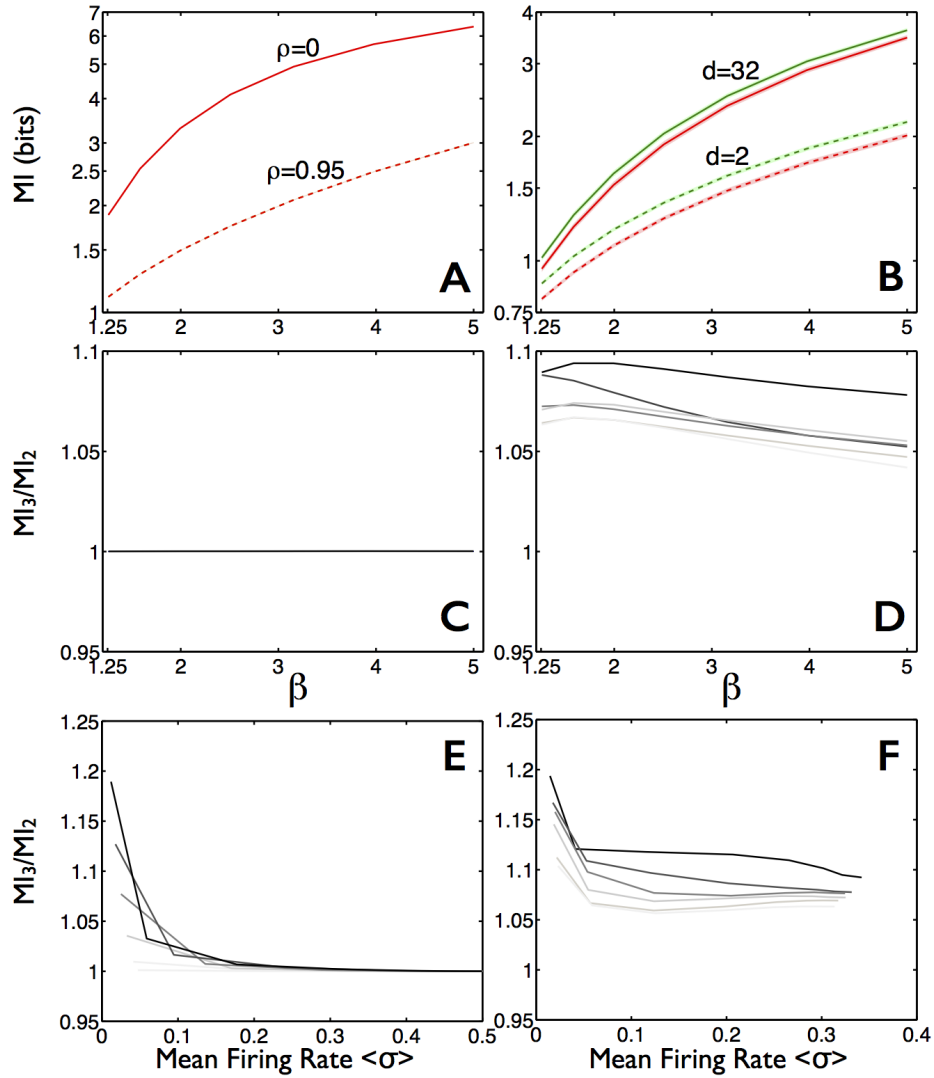 7
6
5
4
3
2.5
2
1.5
1
MI (bits)
ρ=0
ρ=0.95
A
1.25 2 3 4 5
4
3
2
1.5
1
0.75
d=32
d=2
B
1.25 2 3 4 5
1.1
1.05
1
0.95
MI₃/MI₂
C
1.25 2 3 4 5
β
1.1
1.05
1
0.95
D
1.25 2 3 4 5
β
1.25
1.2
1.15
1.1
1.05
1
0.95
MI₃/MI₂
E
0 0.1 0.2 0.3 0.4 0.5
Mean Firing Rate <σ>
1.25
1.2
1.15
1.1
1.05
1
0.95
MI₃/MI₂
F
0 0.1 0.2 0.3 0.4
Mean Firing Rate <σ>